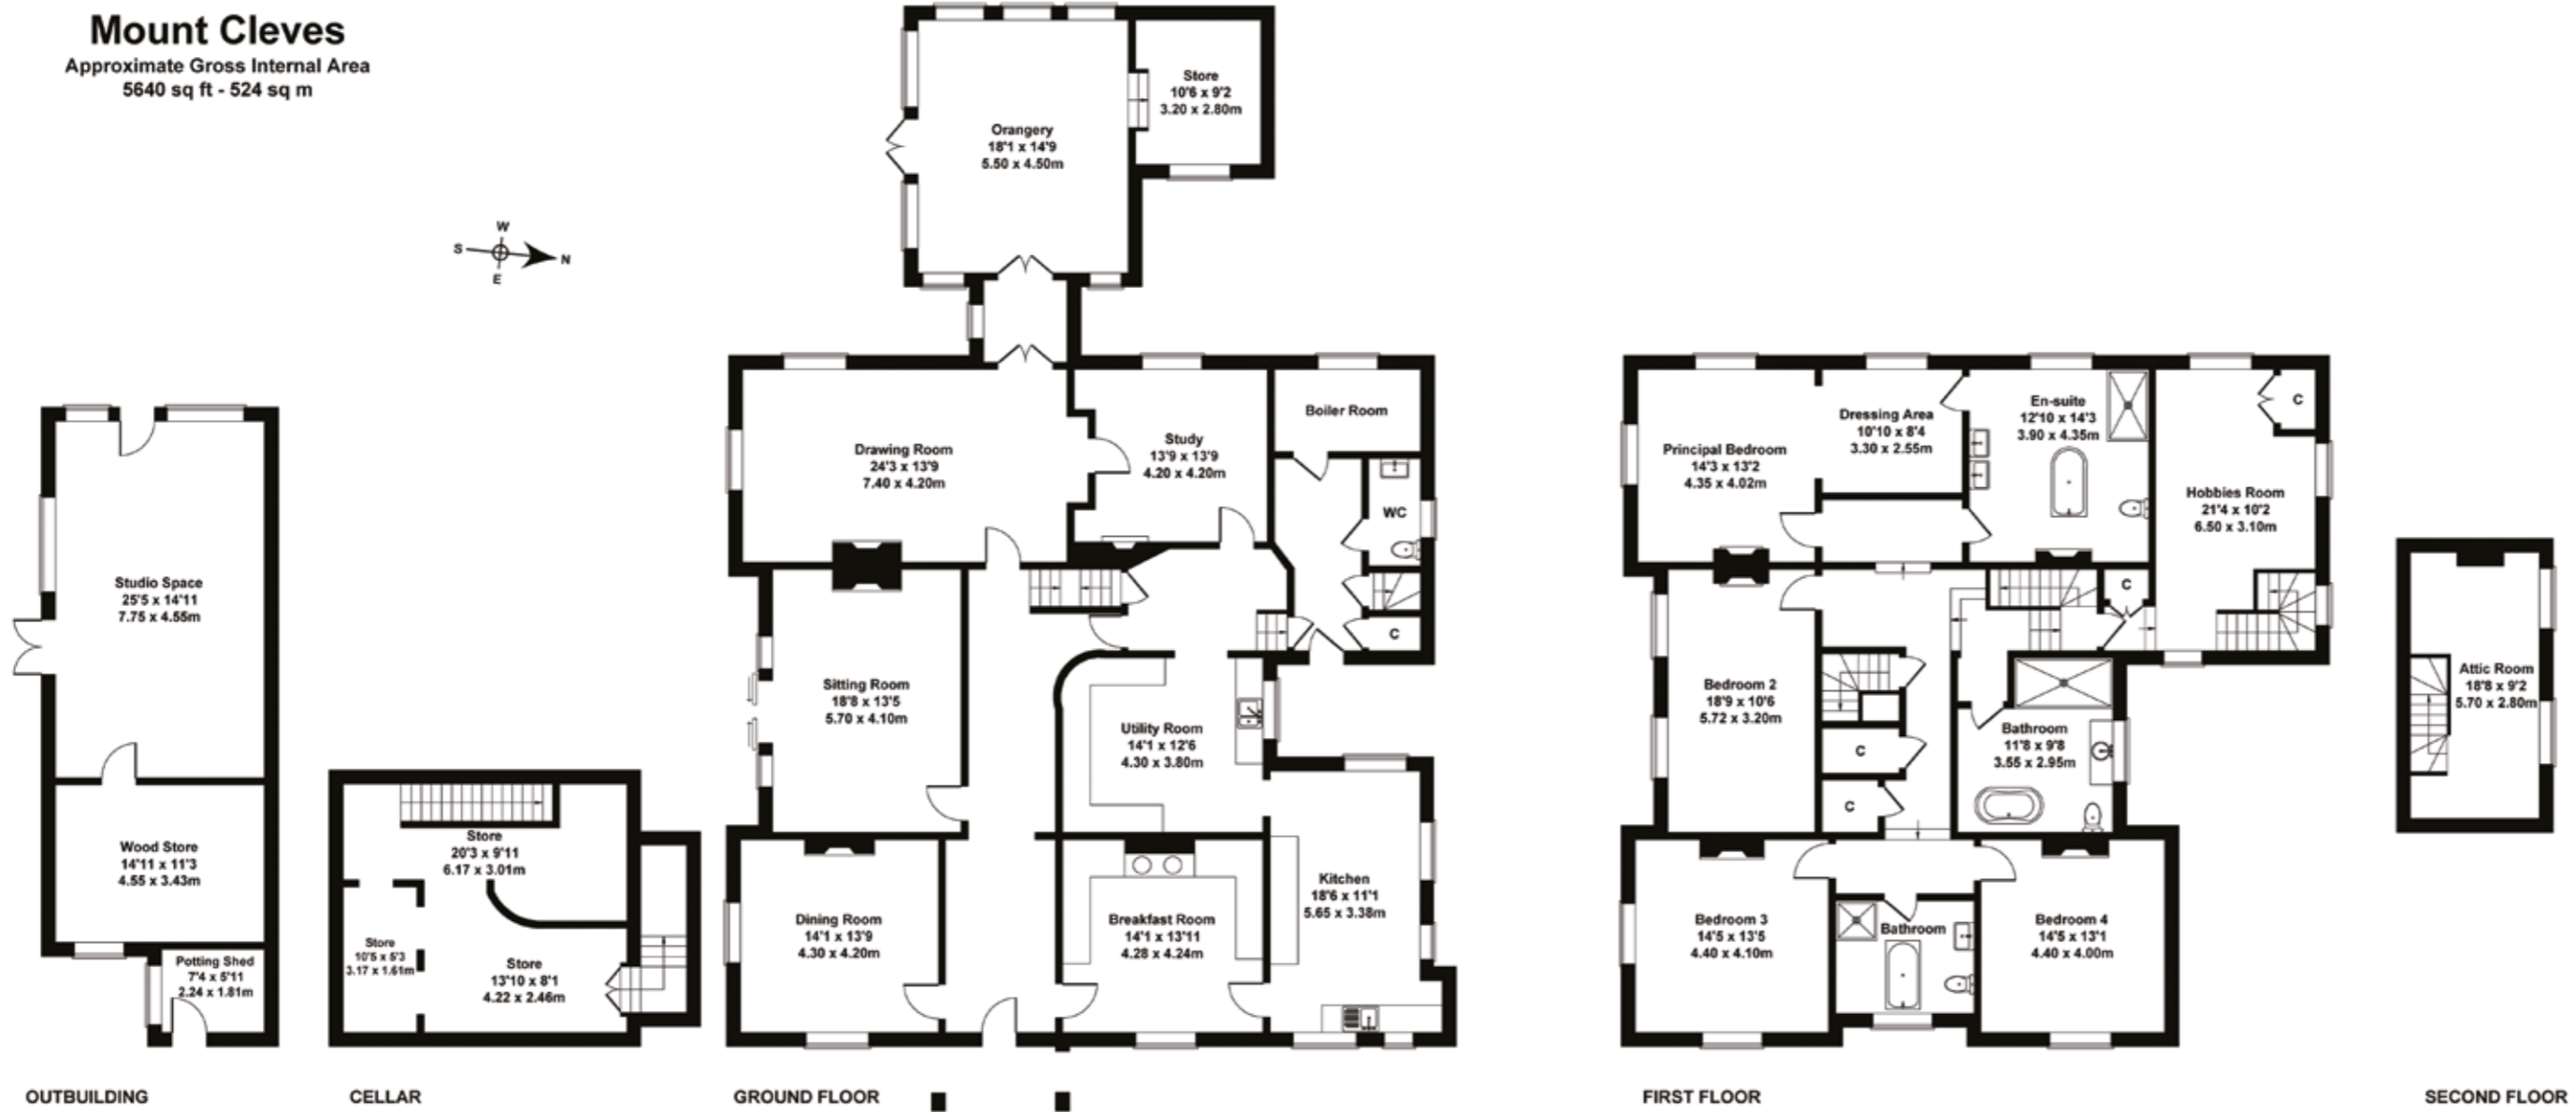 Mount Cleves
Approximate Gross Internal Area
5640 sq ft - 524 sq m
W
S
N
E
Studio Space
25'5 x 14'11
7.75 x 4.55m
Wood Store
14'11 x 11'3
4.55 x 3.43m
Potting Shed
7'4 x 5'11
2.24 x 1.81m
OUTBUILDING
Store
20'3 x 9'11
6.17 x 3.01m
Store
10'5 x 5'3
3.17 x 1.61m
Store
13'10 x 8'1
4.22 x 2.46m
CELLAR
Orangery
18'1 x 14'9
5.50 x 4.50m
Store
10'6 x 9'2
3.20 x 2.80m
Drawing Room
24'3 x 13'9
7.40 x 4.20m
Study
13'9 x 13'9
4.20 x 4.20m
Boiler Room
WC
C
Sitting Room
18'8 x 13'5
5.70 x 4.10m
Utility Room
14'1 x 12'6
4.30 x 3.80m
Dining Room
14'1 x 13'9
4.30 x 4.20m
Breakfast Room
14'1 x 13'11
4.28 x 4.24m
Kitchen
18'6 x 11'1
5.65 x 3.38m
GROUND FLOOR
Principal Bedroom
14'3 x 13'2
4.35 x 4.02m
Dressing Area
10'10 x 8'4
3.30 x 2.55m
En-suite
12'10 x 14'3
3.90 x 4.35m
C
Hobbies Room
21'4 x 10'2
6.50 x 3.10m
C
Bedroom 2
18'9 x 10'6
5.72 x 3.20m
C
C
Bathroom
11'8 x 9'8
3.55 x 2.95m
Bedroom 3
14'5 x 13'5
4.40 x 4.10m
Bathroom
Bedroom 4
14'5 x 13'1
4.40 x 4.00m
FIRST FLOOR
Attic Room
18'8 x 9'2
5.70 x 2.80m
SECOND FLOOR